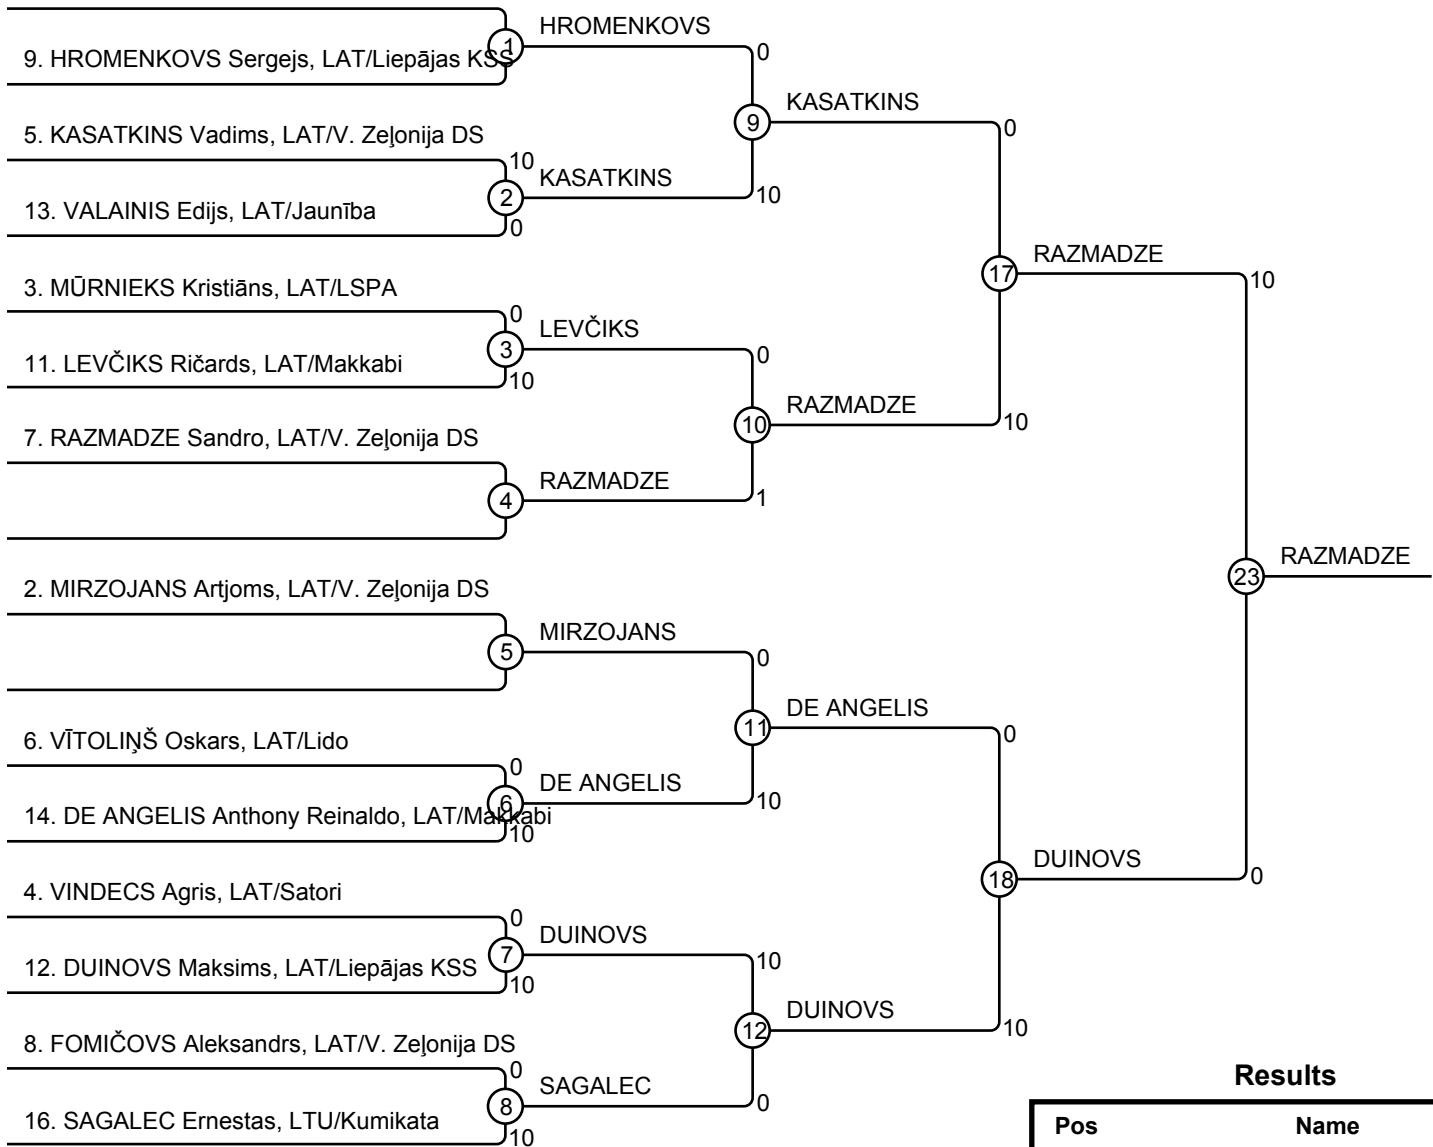 HROMENKOVS
1
9. HROMENKOVS Sergejs, LAT/Liepājas KSS
0
KASATKINS
9
0
5. KASATKINS Vadims, LAT/V. Zeļonija DS
10
KASATKINS
2
10
13. VALAINIS Edijs, LAT/Jaunība
0
RAZMADZE
17
10
3. MŪRNIEKS Kristiāns, LAT/LSPA
0
LEVČIKS
3
0
11. LEVČIKS Ričards, LAT/Makkabi
10
RAZMADZE
10
10
7. RAZMADZE Sandro, LAT/V. Zeļonija DS
RAZMADZE
4
1
RAZMADZE
23
2. MIRZOJANS Artjoms, LAT/V. Zeļonija DS
MIRZOJANS
5
0
DE ANGELIS
11
0
6. VĪTOLIŅŠ Oskars, LAT/Lido
0
DE ANGELIS
6
10
14. DE ANGELIS Anthony Reinaldo, LAT/Makkabi
10
DUINOVS
18
0
4. VINDECS Agris, LAT/Satori
0
DUINOVS
7
10
12. DUINOVS Maksims, LAT/Liepājas KSS
10
DUINOVS
12
10
8. FOMIČOVS Aleksandrs, LAT/V. Zeļonija DS
0
SAGALEC
8
0
16. SAGALEC Ernestas, LTU/Kumikata
10
Results
Pos Name